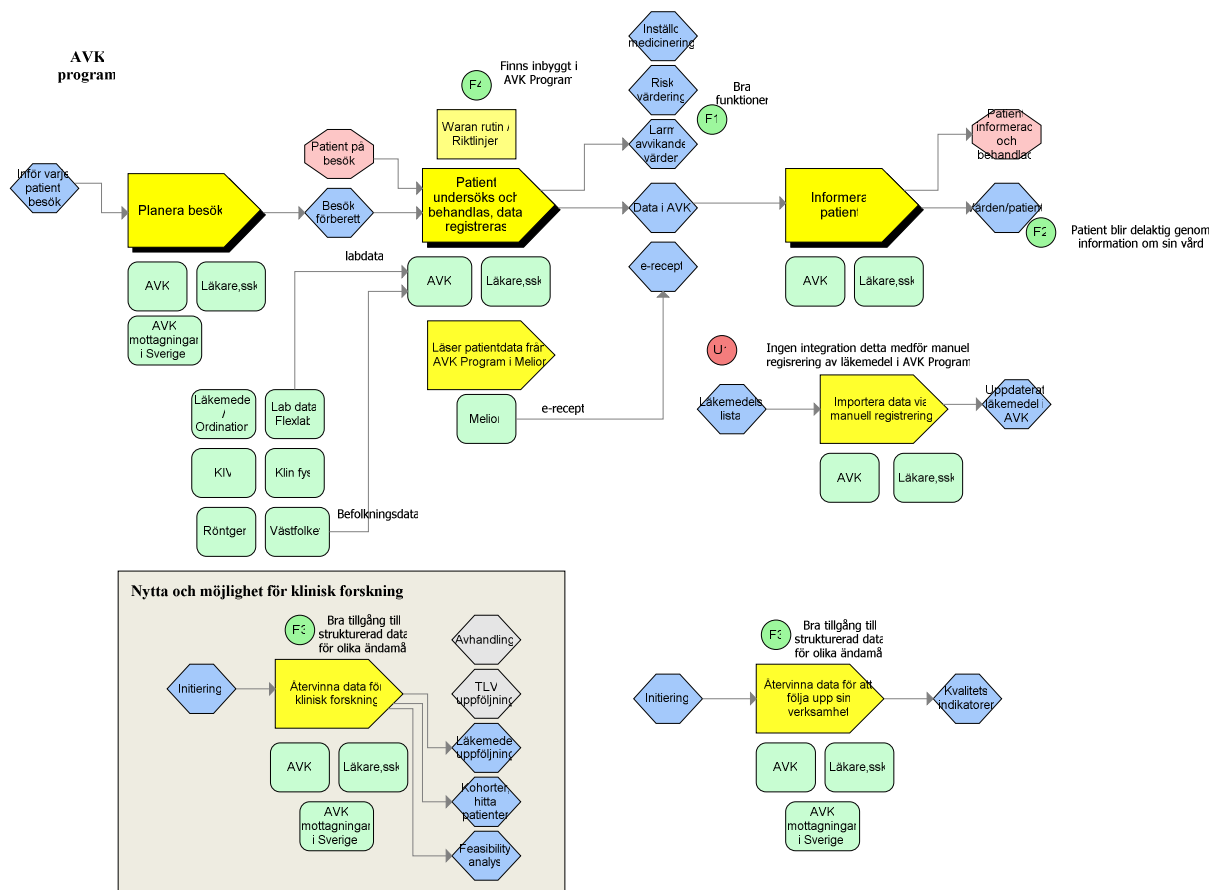 AVK
program
Finns inbyggt i
AVK Program
F4
Waran rutin /
Riktlinjer
Inställd
medicinering
Risk
värdering
Bra
funktioner
F1
Larm
avvikande
värden
Patient på
besök
Patient
informerad
och
behandlad
Inför varje
patient
besök
Planera besök
Besök
förberett
Patient
undersöks och
behandlas, data
registreras
Data i AVK
Informera
patient
Vården/patient
F2
Patient blir delaktig genom
information om sin vård
e-recept
labdata
AVK
Läkare,ssk
AVK
mottagningar
i Sverige
AVK
Läkare,ssk
AVK
Läkare,ssk
Läser patientdata från
AVK Program i Melior
Melior
e-recept
U1
Ingen integration detta medför manuel
regisrering av läkemedel i AVK Program
Läkemedels
lista
Importera data via
manuell registrering
Uppdaterat
läkemedel i
AVK
AVK
Läkare,ssk
Läkemedel
/
Ordination
Lab data
Flexlab
KIV
Klin fys
Röntgen
Västfolket
Befolkningsdata
Nytta och möjlighet för klinisk forskning
F3
Bra tillgång till
strukturerad data
för olika ändamål
Initiering
Återvinna data för
klinisk forskning
Avhandling
TLV
uppföljning
Läkemedel
uppföljning
Kohorter,
hitta
patienter
Feasibility
analys
AVK
Läkare,ssk
AVK
mottagningar
i Sverige
F3
Bra tillgång till
strukturerad data
för olika ändamål
Initiering
Återvinna data för att
följa upp sin
verksamhet
Kvalitets
indikatorer
AVK
Läkare,ssk
AVK
mottagningar
i Sverige